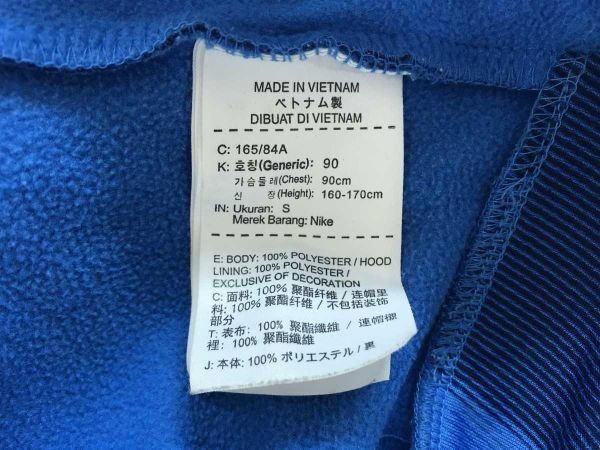 MADE IN VIETNAM
ベトナム製
DIBUAT DI VIETNAM
C: 165/84A
K: 호칭(Generic): 90
가슴둘레(Chest): 90cm
신 장(Height): 160-170cm
IN: Ukuran: S
Merek Barang: Nike
E: BODY: 100% POLYESTER / HOOD
LINING: 100% POLYESTER /
EXCLUSIVE OF DECORATION
C: 面料: 100% 聚酯纤维 / 连帽里
料: 100% 聚酯纤维 / 不包括装饰
部分
T: 表布: 100% 聚酯纖維 / 連帽襯
裡: 100% 聚酯纖維
J: 本体: 100% ポリエステル / 裏